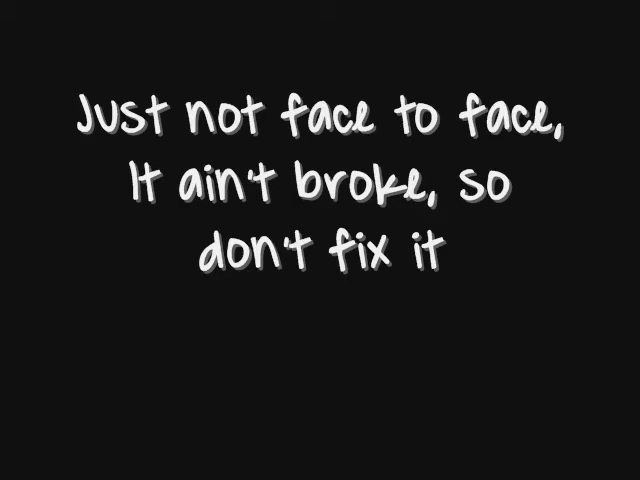 Just not face to face,
It ain't broke, so
don't fix it